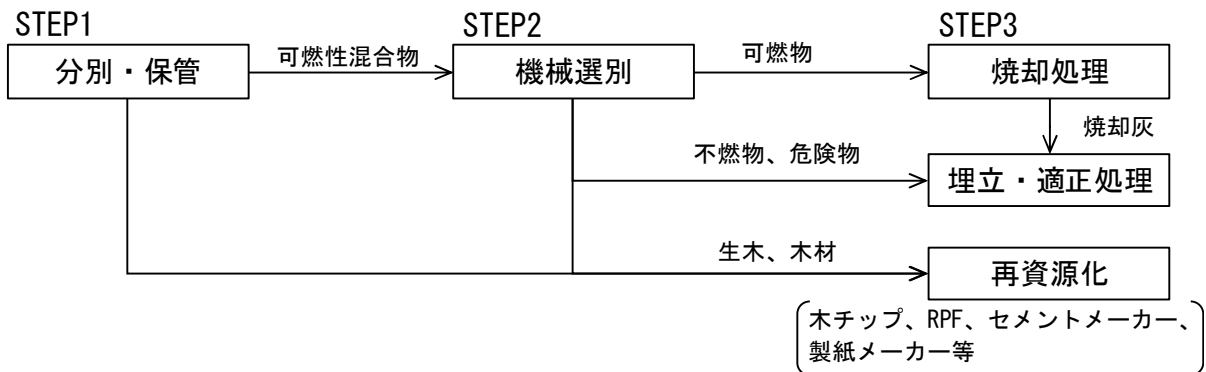 STEP1
STEP2
STEP3
分別・保管
可燃性混合物
機械選別
可燃物
焼却処理
焼却灰
不燃物、危険物
埋立・適正処理
生木、木材
再資源化
木チップ、RPF、セメントメーカー、
製紙メーカー等